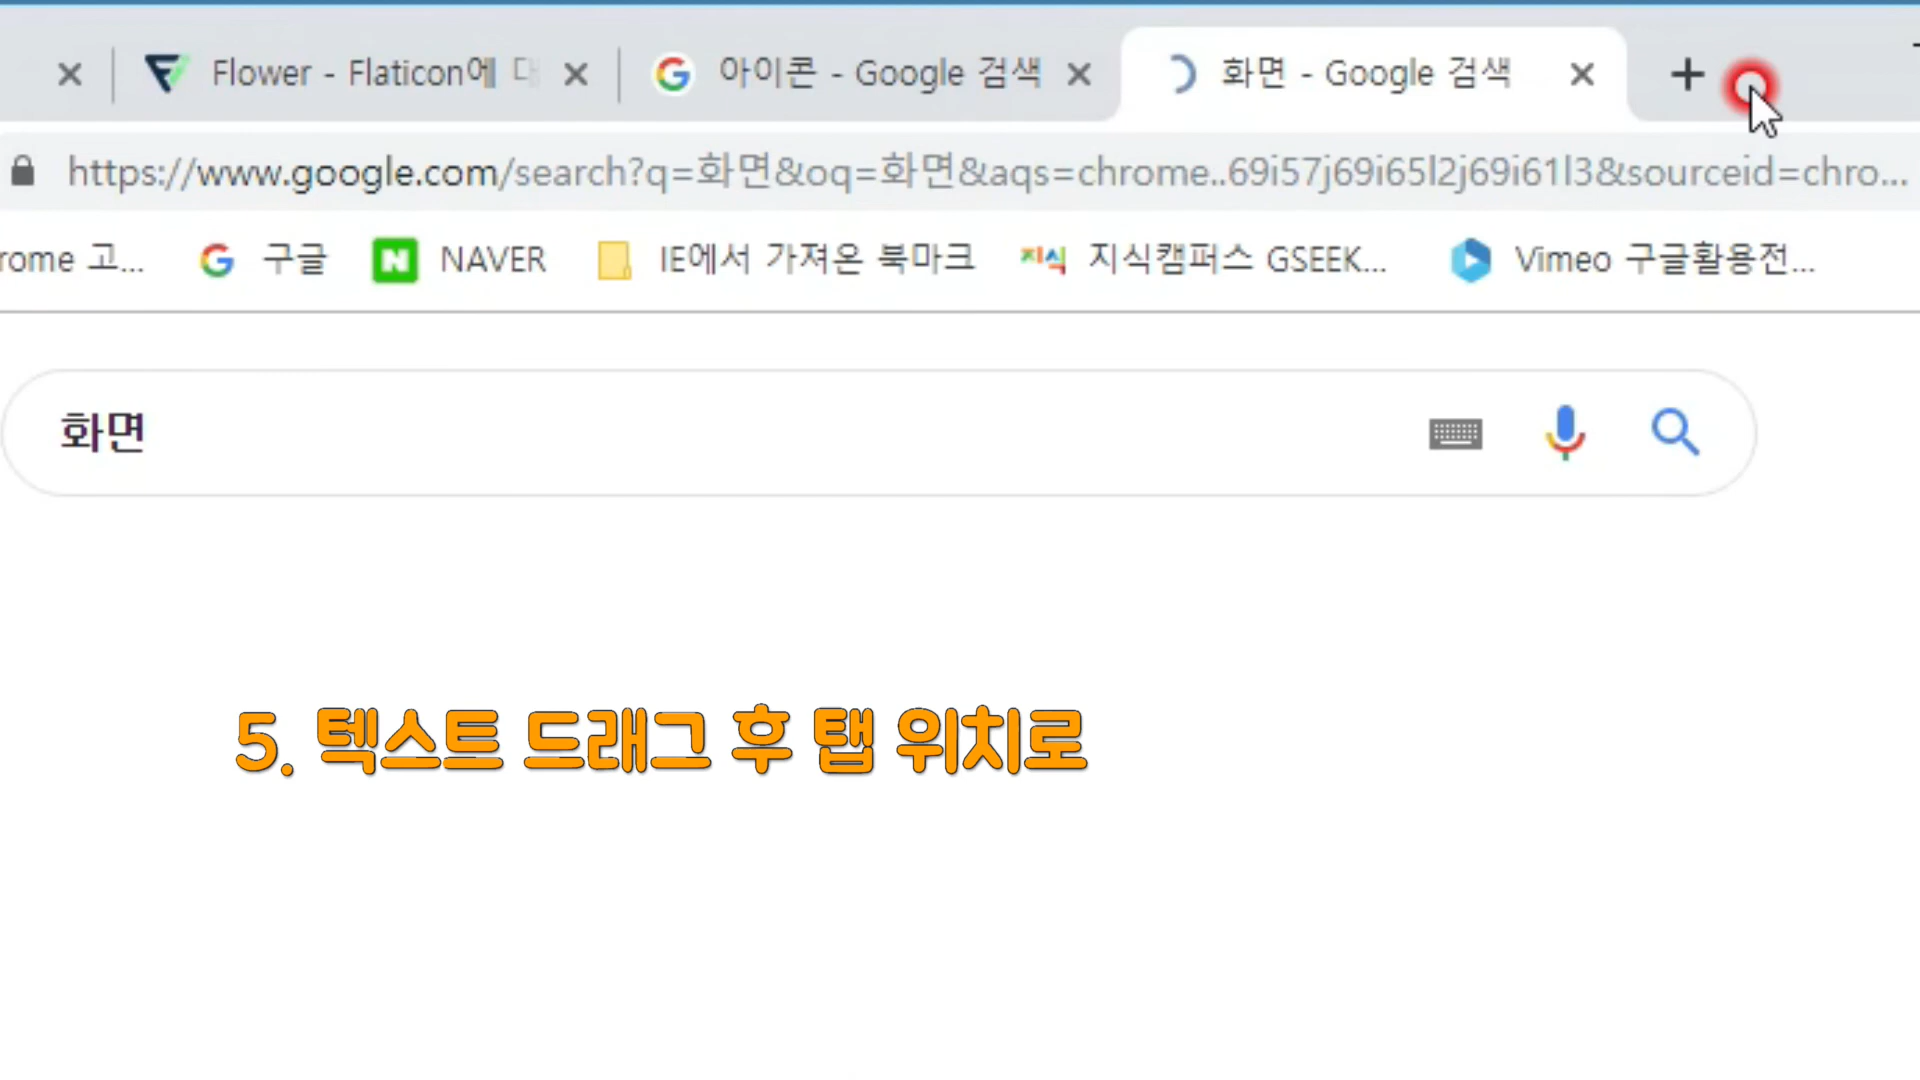 Flower - Flaticon에 대
아이콘 - Google 검색
화면 - Google 검색
https://www.google.com/search?q=화면&oq=화면&aqs=chrome..69i57j69i65l2j69i61l3&sourceid=chro...
rome 고...
구글
NAVER
IE에서 가져온 북마크
지식 지식캠퍼스 GSEEK...
Vimeo 구글활용전...
화면
5. 텍스트 드래그 후 탭 위치로